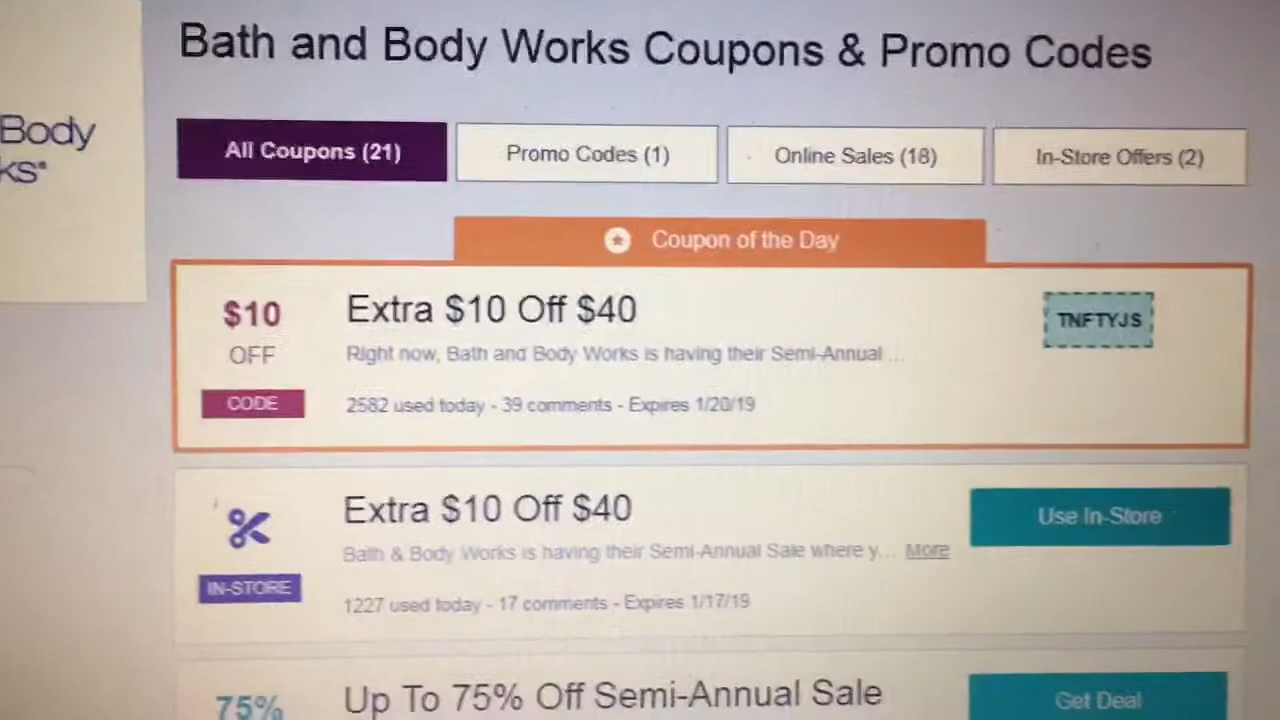 Bath and Body Works Coupons & Promo Codes
Body
ks®
All Coupons (21)
Promo Codes (1)
Online Sales (18)
In-Store Offers (2)
Coupon of the Day
$10
OFF
CODE
Extra $10 Off $40
Right now, Bath and Body Works is having their Semi-Annual ...
2582 used today - 39 comments - Expires 1/20/19
TNFTYJS
IN-STORE
Extra $10 Off $40
Bath & Body Works is having their Semi-Annual Sale where y... More
1227 used today - 17 comments - Expires 1/17/19
Use In-Store
75%
Up To 75% Off Semi-Annual Sale
Get Deal